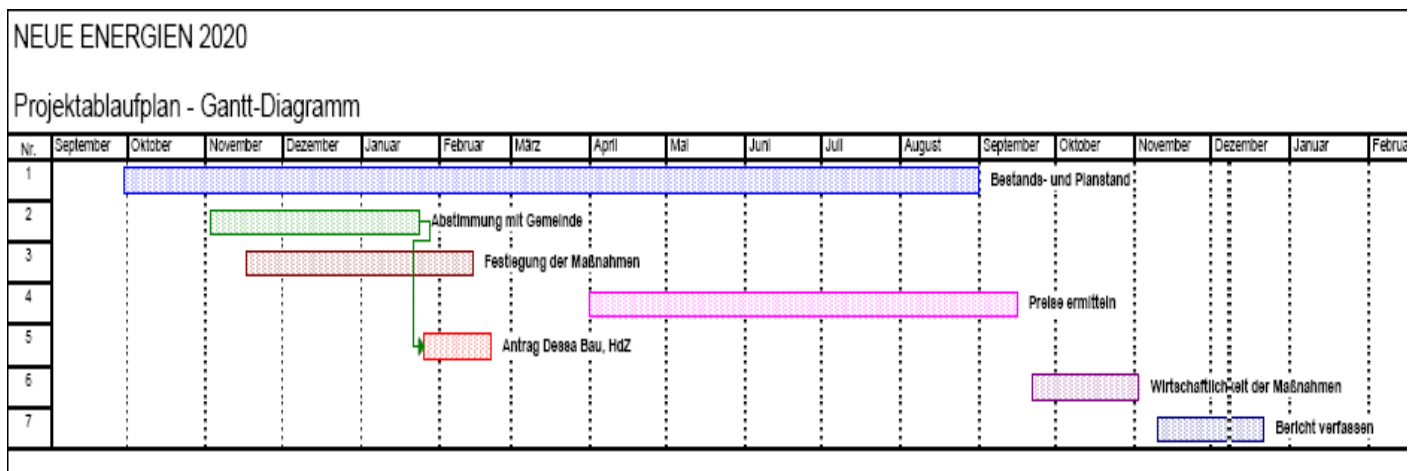 NEUE ENERGIEN 2020
Projektablaufplan - Gantt-Diagramm
Nr. September Oktober November Dezember Januar Februar März April Mai Juni Juli August September Oktober November Dezember Januar Februa
1 Bestands- und Planstand
2 Abstimmung mit Gemeinde
3 Festlegung der Maßnahmen
4 Preise ermitteln
5 Antrag Dessa Bau, HdZ
6 Wirtschaftlichkeit der Maßnahmen
7 Bericht verfassen